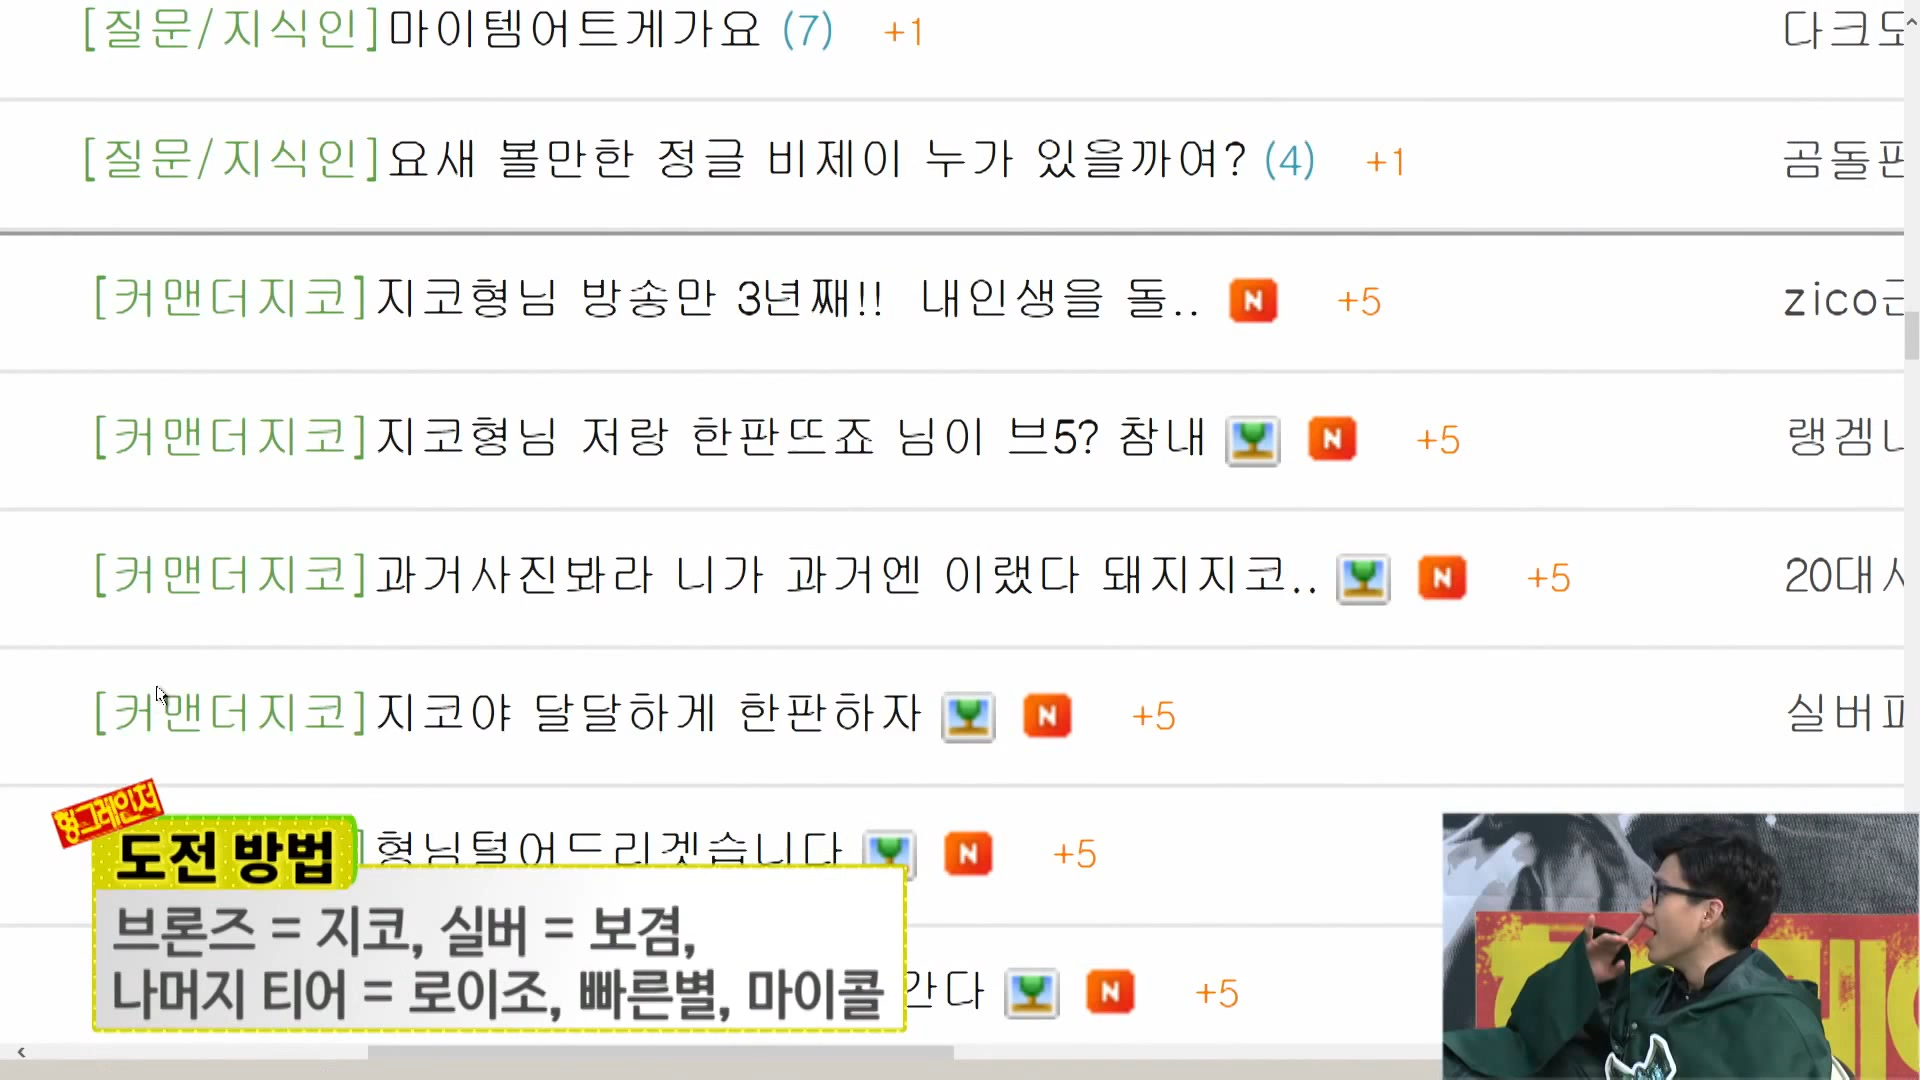 [질문/지식인]마이템어트게가요 (7) +1 다크도
[질문/지식인]요새 볼만한 정글 비제이 누가 있을까여? (4) +1 곰돌판
[커맨더지코]지코형님 방송만 3년째!! 내인생을 돌.. N +5 zico근
[커맨더지코]지코형님 저랑 한판뜨죠 님이 브5? 참내 N +5 랭겜
[커맨더지코]과거사진봐라 니가 과거엔 이랬다 돼지지코.. N +5 20대
[커맨더지코]지코야 달달하게 한판하자 N +5 실버
]형님털어드리겟습니다 N +5
간다 N +5
헝그레인저
도전 방법
브론즈 = 지코, 실버 = 보겸,
나머지 티어 = 로이조, 빠른별, 마이콜